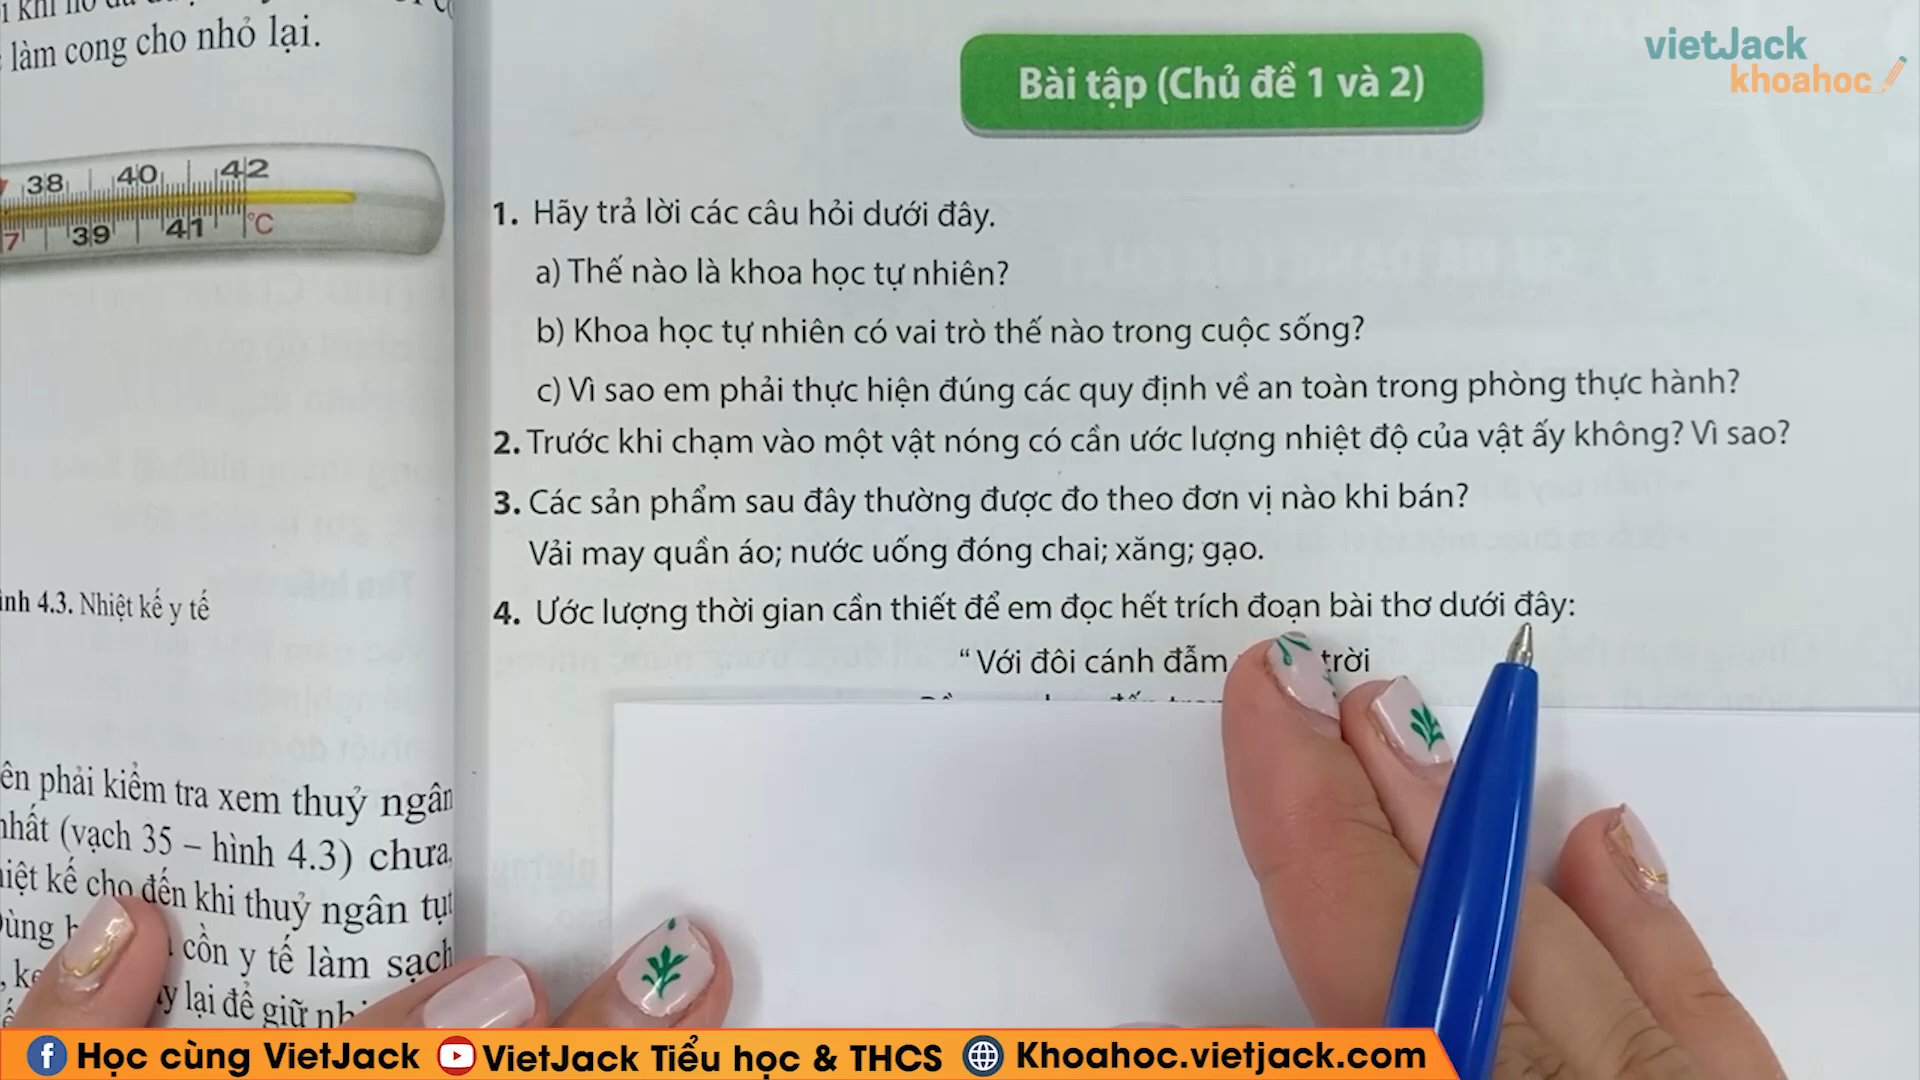 làm cong cho nhỏ lại.
38 40 42
39 41 °C
ình 4.3. Nhiệt kế y tế
ên phải kiểm tra xem thuỷ ngân
nhất (vạch 35 – hình 4.3) chưa,
iệt kế cho đến khi thuỷ ngân tụt
cồn y tế làm sạch
lại để giữ
vietJack
khoahoc
Bài tập (Chủ đề 1 và 2)
1. Hãy trả lời các câu hỏi dưới đây.
a) Thế nào là khoa học tự nhiên?
b) Khoa học tự nhiên có vai trò thế nào trong cuộc sống?
c) Vì sao em phải thực hiện đúng các quy định về an toàn trong phòng thực hành?
2. Trước khi chạm vào một vật nóng có cần ước lượng nhiệt độ của vật ấy không? Vì sao?
3. Các sản phẩm sau đây thường được đo theo đơn vị nào khi bán?
Vải may quần áo; nước uống đóng chai; xăng; gạo.
4. Ước lượng thời gian cần thiết để em đọc hết trích đoạn bài thơ dưới đây:
“ Với đôi cánh đẫm trời
Học cùng VietJack VietJack Tiểu học & THCS Khoahoc.vietjack.com